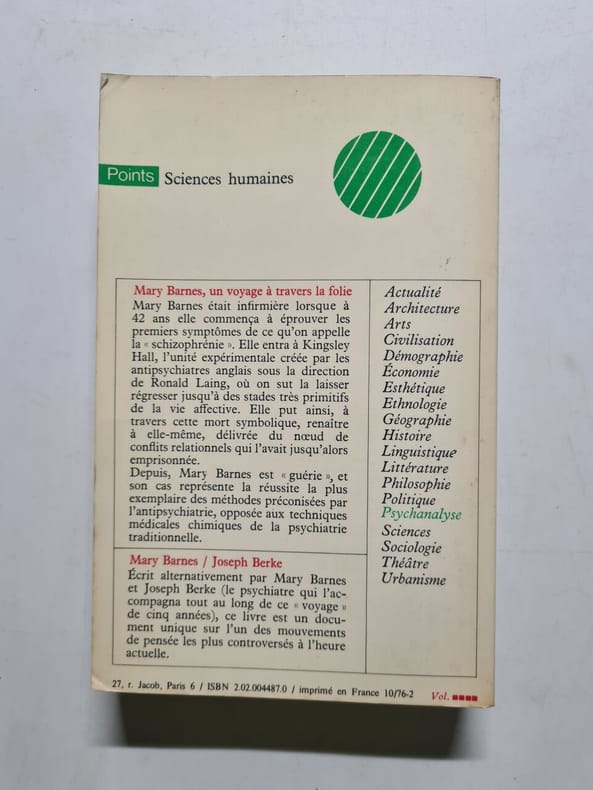 Points Sciences humaines
Mary Barnes, un voyage à travers la folie
Mary Barnes était infirmière lorsque à
42 ans elle commença à éprouver les
premiers symptômes de ce qu'on appelle
la « schizophrénie ». Elle entra à Kingsley
Hall, l'unité expérimentale créée par les
antipsychiatres anglais sous la direction
de Ronald Laing, où on sut la laisser
régresser jusqu'à des stades très primitifs
de la vie affective. Elle put ainsi, à
travers cette mort symbolique, renaître
à elle-même, délivrée du nœud de
conflits relationnels qui l'avait jusqu'alors
emprisonnée.
Depuis, Mary Barnes est « guérie », et
son cas représente la réussite la plus
exemplaire des méthodes préconisées par
l'antipsychiatrie, opposée aux techniques
médicales chimiques de la psychiatrie
traditionnelle.
Mary Barnes / Joseph Berke
Écrit alternativement par Mary Barnes
et Joseph Berke (le psychiatre qui l'ac-
compagna tout au long de ce « voyage »
de cinq années), ce livre est un docu-
ment unique sur l'un des mouvements
de pensée les plus controversés à l'heure
actuelle.
Actualité
Architecture
Arts
Civilisation
Démographie
Économie
Esthétique
Ethnologie
Géographie
Histoire
Linguistique
Littérature
Philosophie
Politique
Psychanalyse
Sciences
Sociologie
Théâtre
Urbanisme
27, r. Jacob, Paris 6 / ISBN 2.02.004487.0 / imprimé en France 10/76-2
Vol.